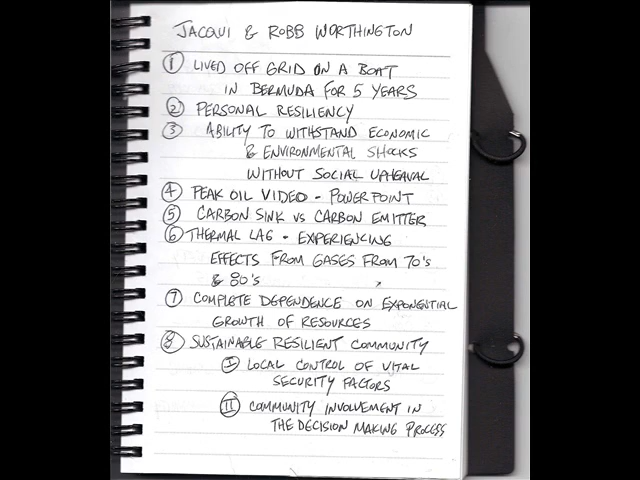 JACQUI & ROBB WORTHINGTON
① LIVED OFF GRID ON A BOAT
IN BERMUDA FOR 5 YEARS
② PERSONAL RESILIENCY
③ ABILITY TO WITHSTAND ECONOMIC
& ENVIRONMENTAL SHOCKS
WITHOUT SOCIAL UPHEAVAL
④ PEAK OIL VIDEO - POWERPOINT
⑤ CARBON SINK VS CARBON EMITTER
⑥ THERMAL LAG - EXPERIENCING
EFFECTS FROM GASES FROM 70's
& 80's
⑦ COMPLETE DEPENDENCE ON EXPONENTIAL
GROWTH OF RESOURCES
⑧ SUSTAINABLE RESILIENT COMMUNITY
Ⓘ LOCAL CONTROL OF VITAL
SECURITY FACTORS
II COMMUNITY INVOLVEMENT IN
THE DECISION MAKING PROCESS